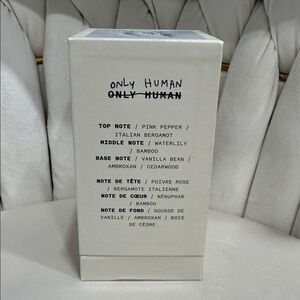 ONLY HUMAN
ONLY HUMAN
TOP NOTE / PINK PEPPER /
ITALIAN BERGAMOT
MIDDLE NOTE / WATERLILY
/ BAMBOO
BASE NOTE / VANILLA BEAN /
AMBROXAN / CEDARWOOD
NOTE DE TÊTE / POIVRE ROSE
/ BERGAMOTE ITALIENNE
NOTE DE CŒUR / NÉNUPHAR
/ BAMBOU
NOTE DE FOND / GOUSSE DE
VANILLE / AMBROXAN / BOIS
DE CÈDRE